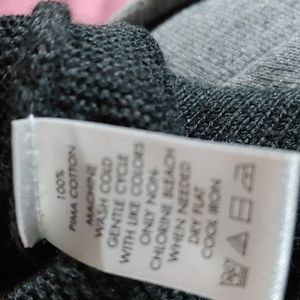 100%
PIMA COTTON
MACHINE
WASH COLD
GENTLE CYCLE
WITH LIKE COLORS
ONLY NON-
CHLORINE BLEACH
WHEN NEEDED
DRY FLAT
COOL IRON